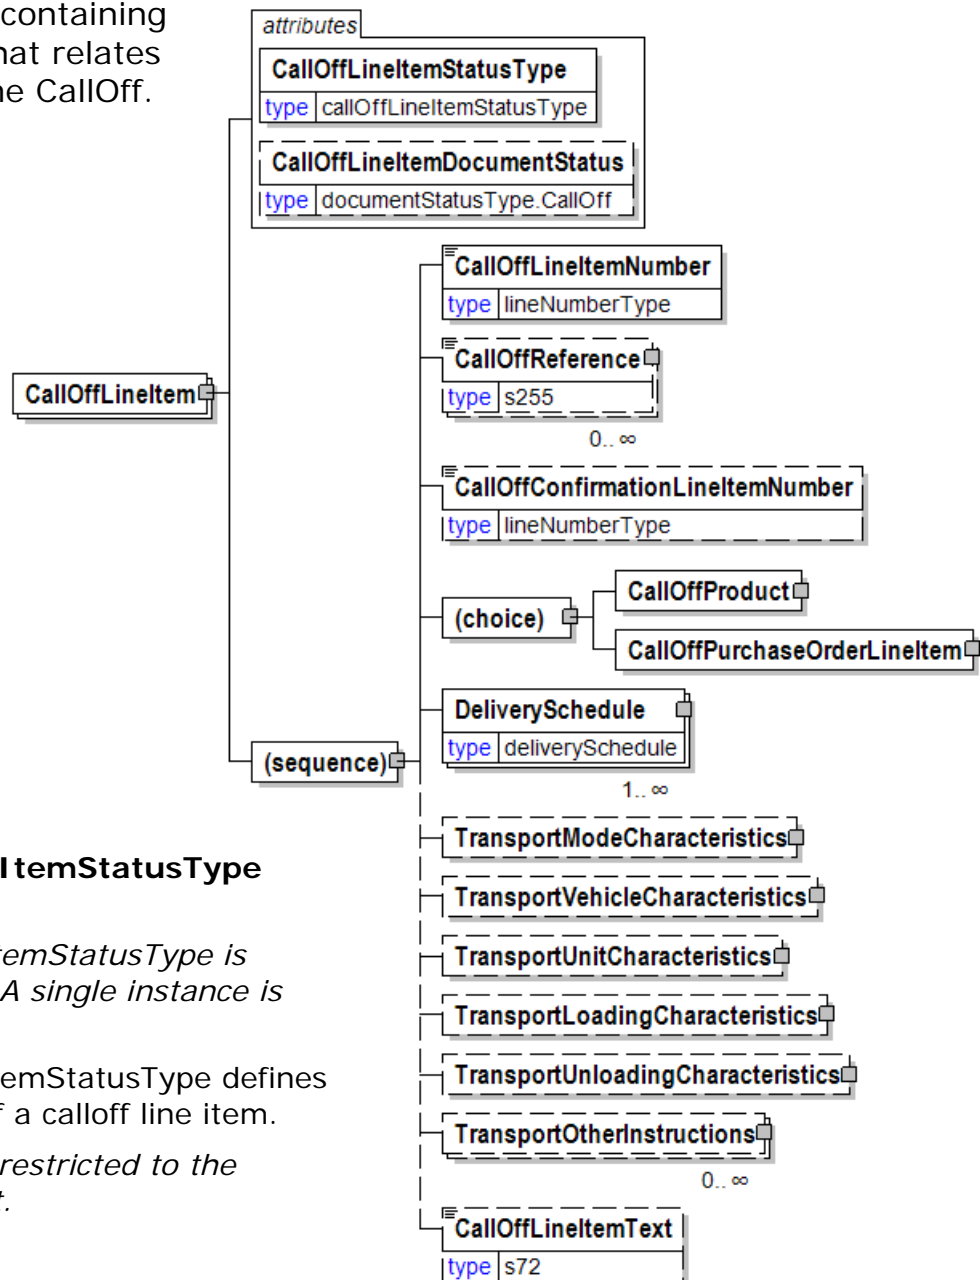 containing
hat relates
he CallOff.
attributes
CallOffLineItemStatusType
type callOffLineItemStatusType
CallOffLineItemDocumentStatus
type documentStatusType.CallOff
CallOffLineItemNumber
type lineNumberType
CallOffReference
type s255
0.. ∞
CallOffLineItem
CallOffConfirmationLineItemNumber
type lineNumberType
(choice)
CallOffProduct
CallOffPurchaseOrderLineItem
DeliverySchedule
type deliverySchedule
1.. ∞
(sequence)
TransportModeCharacteristics
TransportVehicleCharacteristics
TransportUnitCharacteristics
TransportLoadingCharacteristics
TransportUnloadingCharacteristics
TransportOtherInstructions
0.. ∞
CallOffLineItemText
type s72
ItemStatusType
temStatusType is
A single instance is
temStatusType defines
f a calloff line item.
restricted to the
t.